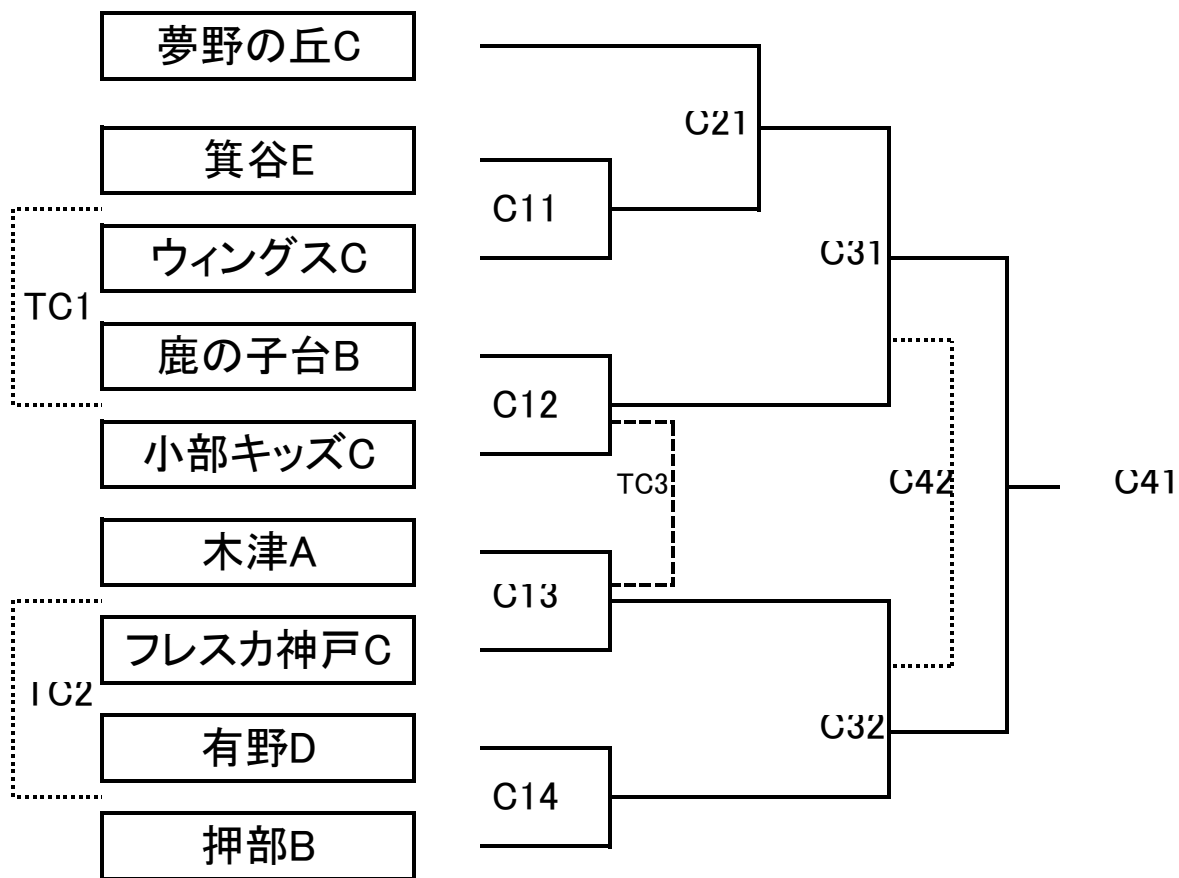 夢野の丘C
C21
箕谷E
C11
ウィングスC
C31
TC1
鹿の子台B
C12
小部キッズC
TC3
C42
C41
木津A
C13
フレスカ神戸C
TC2
C32
有野D
C14
押部B